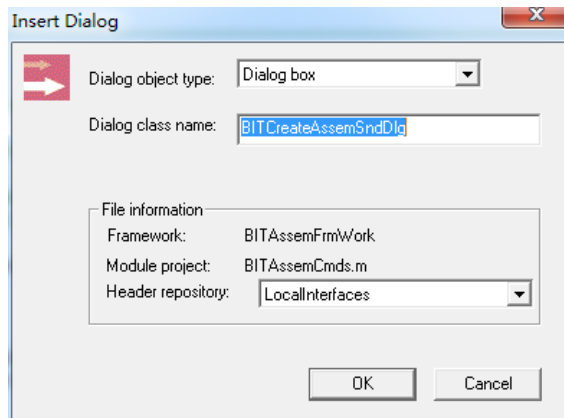 Insert Dialog
Dialog object type: Dialog box
Dialog class name: BITCreateAssemSndDlg
File information
Framework: BITAssemFrmWork
Module project: BITAssemCmds.m
Header repository: LocalInterfaces
OK Cancel